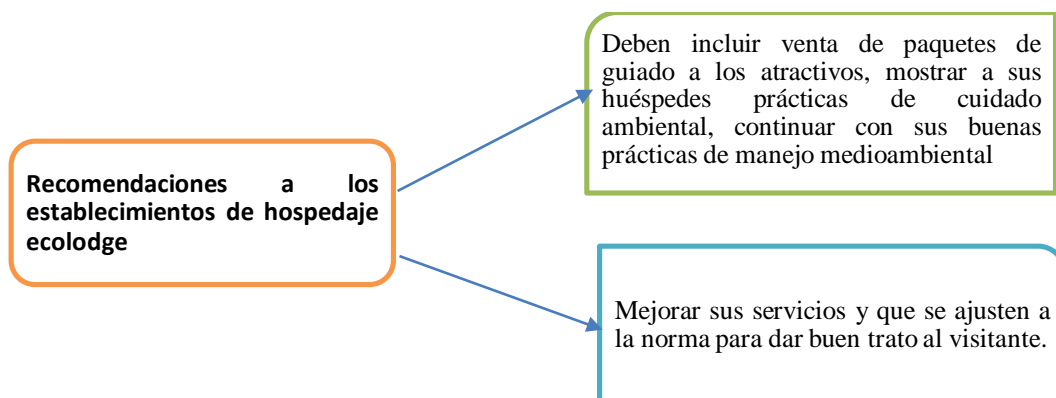 Deben incluir venta de paquetes de
guiado a los atractivos, mostrar a sus
huéspedes prácticas de cuidado
ambiental, continuar con sus buenas
prácticas de manejo medioambiental
Recomendaciones a los
establecimientos de hospedaje
ecolodge
Mejorar sus servicios y que se ajusten a
la norma para dar buen trato al visitante.